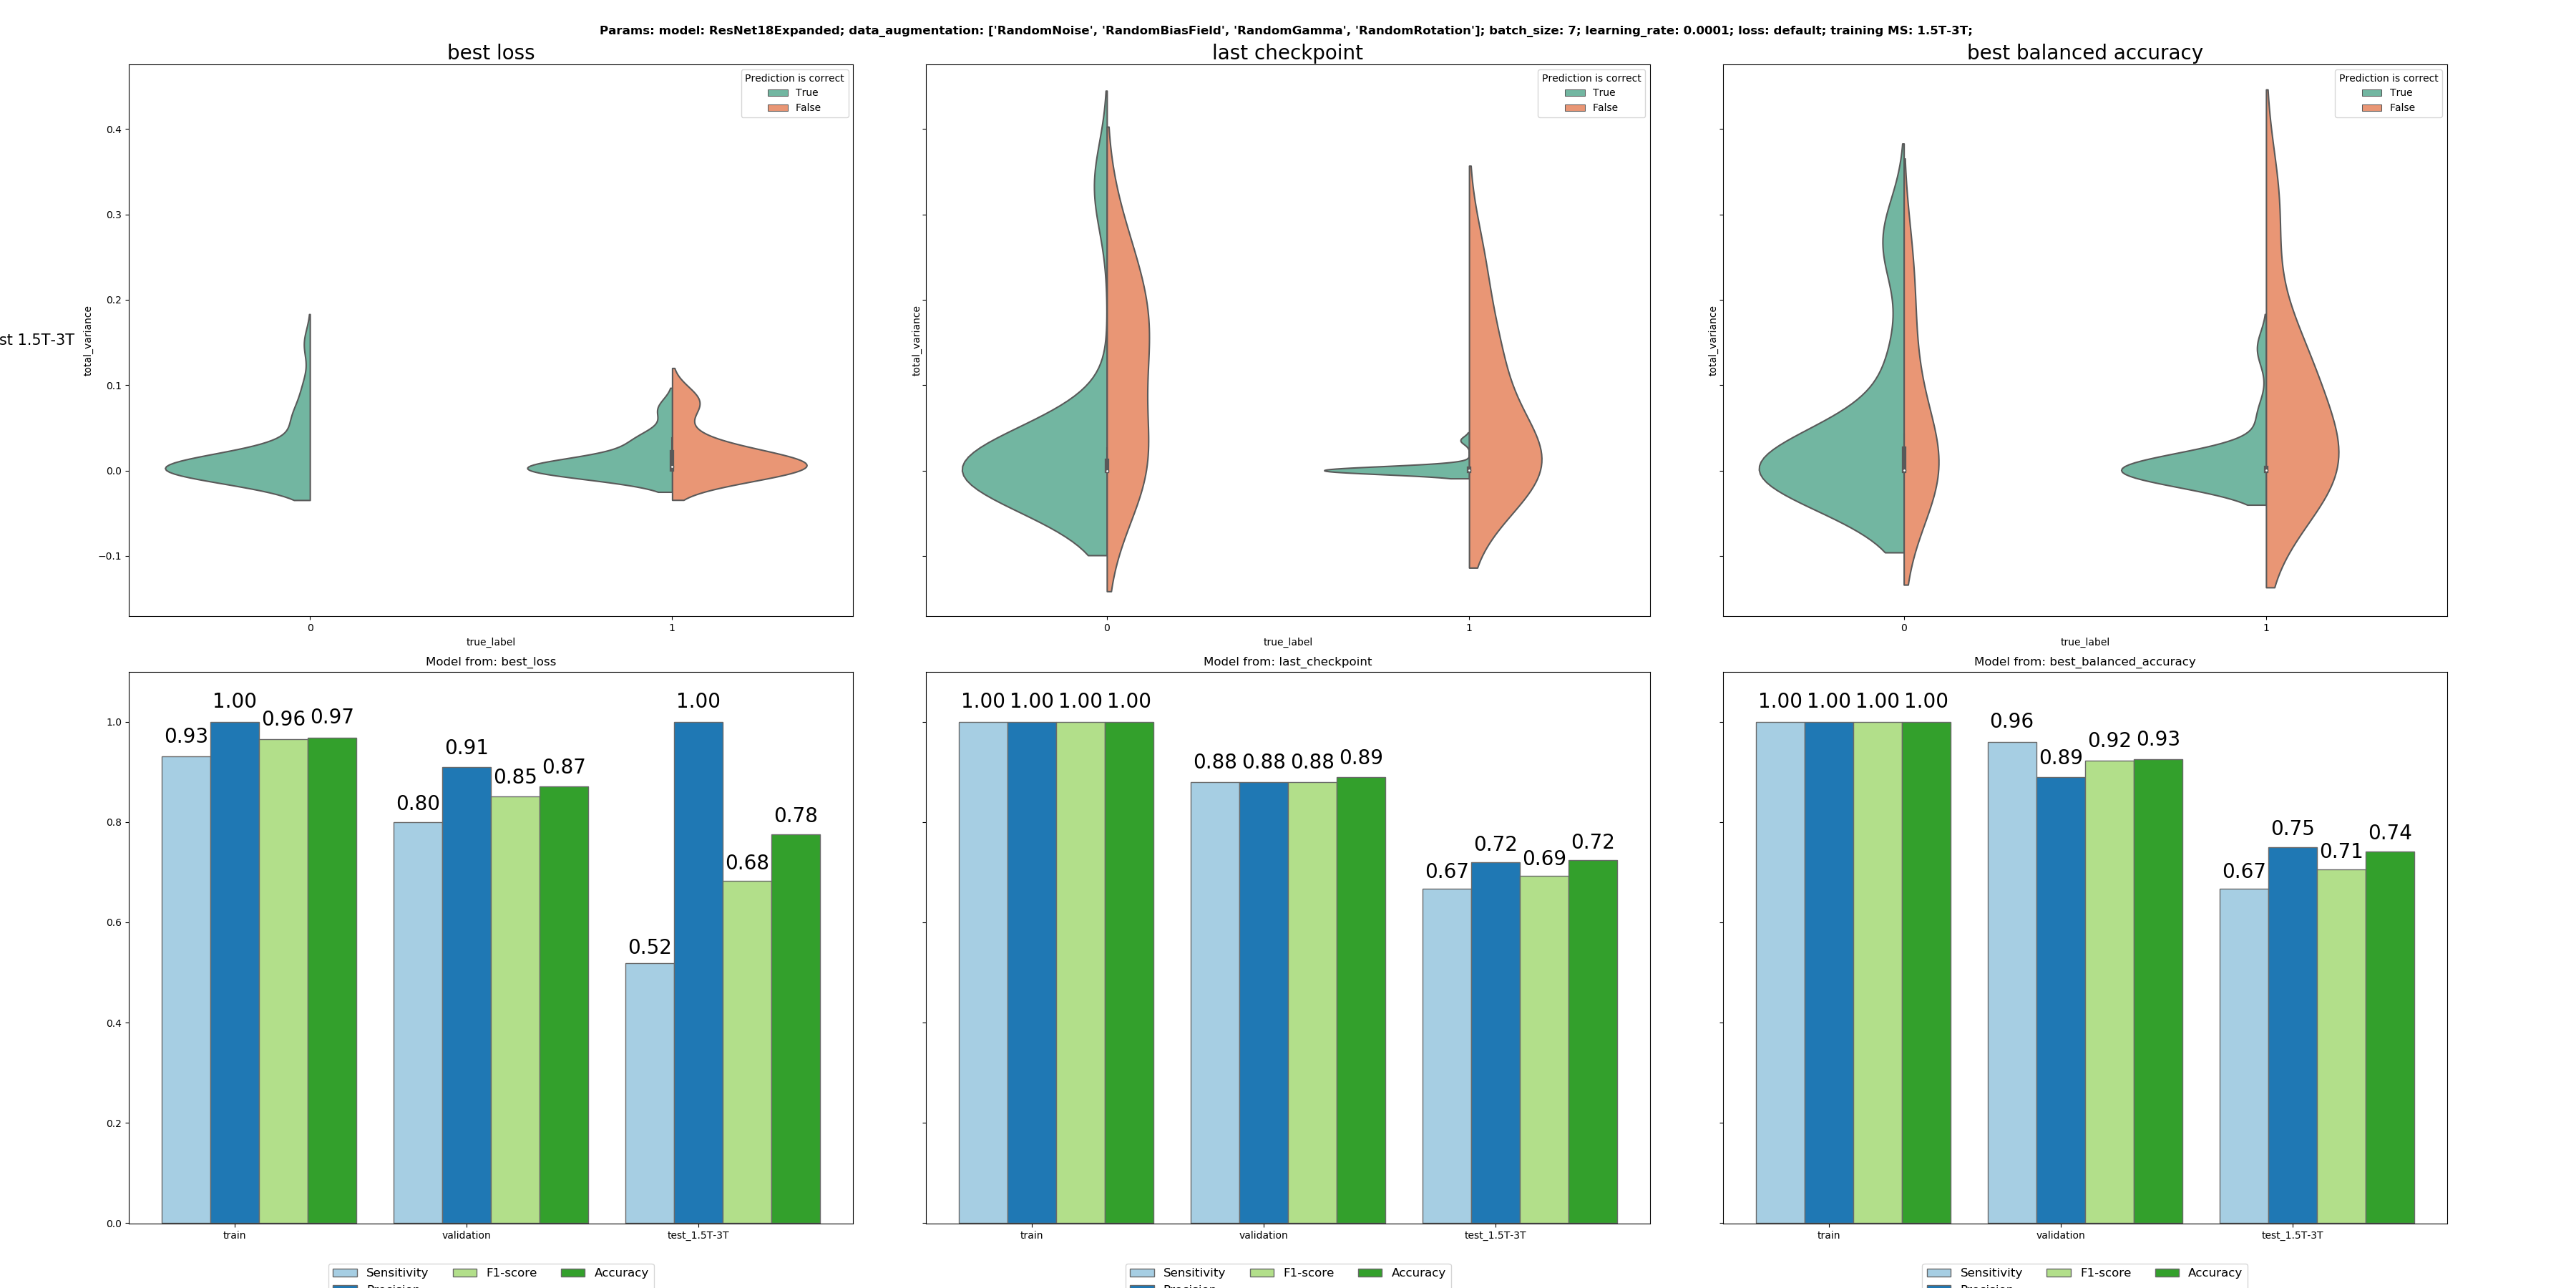 Params: model: ResNet18Expanded; data_augmentation: ['RandomNoise', 'RandomBiasField', 'RandomGamma', 'RandomRotation']; batch_size: 7; learning_rate: 0.0001; loss: default; training MS: 1.5T-3T;
best loss
last checkpoint
best balanced accuracy
Prediction is correct
True
False
Prediction is correct
True
False
Prediction is correct
True
False
0.4
0.3
0.2
0.1
0.0
−0.1
st 1.5T-3T
total_variance
total_variance
total_variance
0 1
0 1
0 1
true_label
true_label
true_label
Model from: best_loss
Model from: last_checkpoint
Model from: best_balanced_accuracy
1.0
0.8
0.6
0.4
0.2
0.0
0.93 1.00 0.96 0.97
0.80 0.91 0.85 0.87
0.52 1.00 0.68 0.78
1.00 1.00 1.00 1.00
0.88 0.88 0.88 0.89
0.67 0.72 0.69 0.72
1.00 1.00 1.00 1.00
0.96 0.89 0.92 0.93
0.67 0.75 0.71 0.74
train validation test_1.5T-3T
train validation test_1.5T-3T
train validation test_1.5T-3T
Sensitivity F1-score Accuracy
Precision
Sensitivity F1-score Accuracy
Precision
Sensitivity F1-score Accuracy
Precision